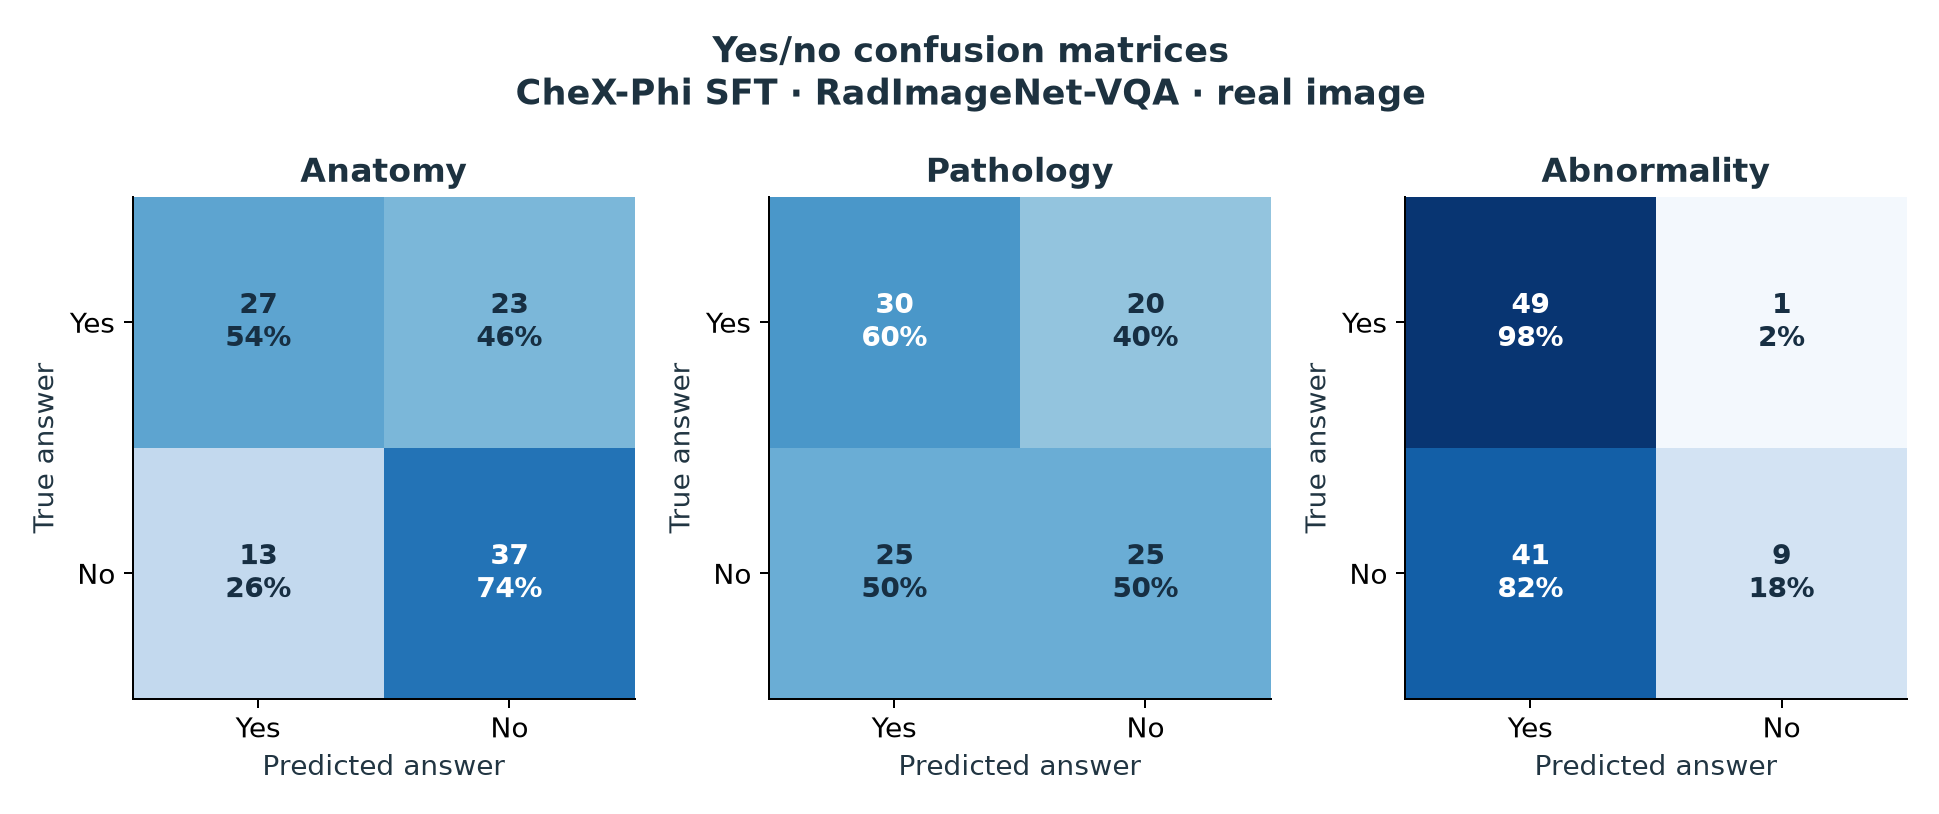 Yes/no confusion matrices
CheX-Phi SFT · RadImageNet-VQA · real image
Anatomy
True answer
Yes
No
27
54%
23
46%
13
26%
37
74%
Yes
No
Predicted answer
Pathology
True answer
Yes
No
30
60%
20
40%
25
50%
25
50%
Yes
No
Predicted answer
Abnormality
True answer
Yes
No
49
98%
1
2%
41
82%
9
18%
Yes
No
Predicted answer